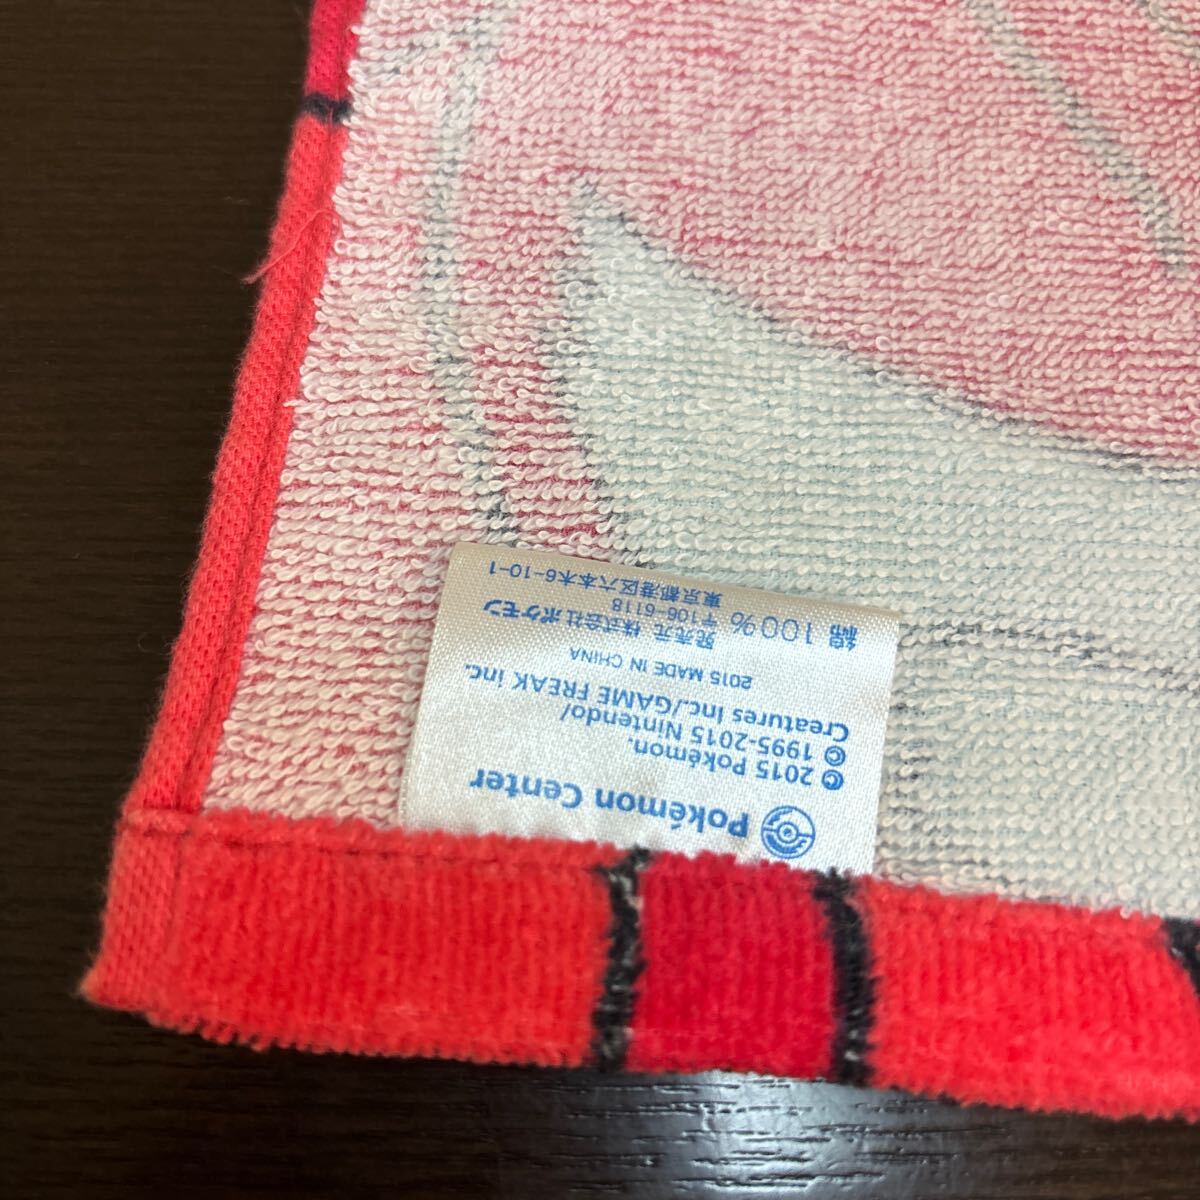 Pokémon Center
© 2015 Pokémon.
© 1995-2015 Nintendo/
Creatures Inc./GAME FREAK inc.
2015 MADE IN CHINA
発売元 株式会社ポケモン
綿 100% 〒106-6118
東京都港区六本木6-10-1